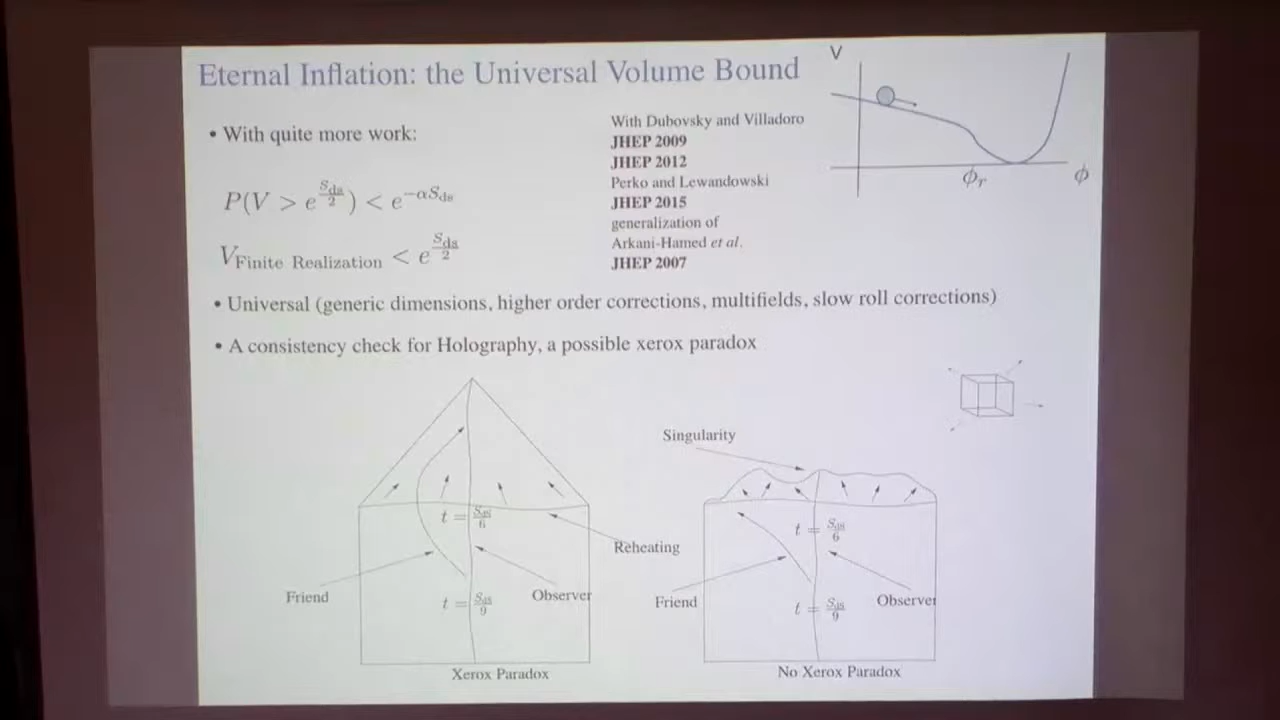 Eternal Inflation: the Universal Volume Bound
V
• With quite more work:
With Dubovsky and Villadoro
JHEP 2009
JHEP 2012
Perko and Lewandowski
JHEP 2015
generalization of
Arkani-Hamed et al.
JHEP 2007
ϕ_r
ϕ
P(V > e^{S_ds/2}) < e^{-αS_ds}
V_{Finite Realization} < e^{S_ds/2}
• Universal (generic dimensions, higher order corrections, multifields, slow roll corrections)
• A consistency check for Holography, a possible xerox paradox
Singularity
t = S_ds/6
t = S_ds/6
Reheating
Friend
Observer
t = S_ds/9
Friend
Observer
t = S_ds/9
Xerox Paradox
No Xerox Paradox